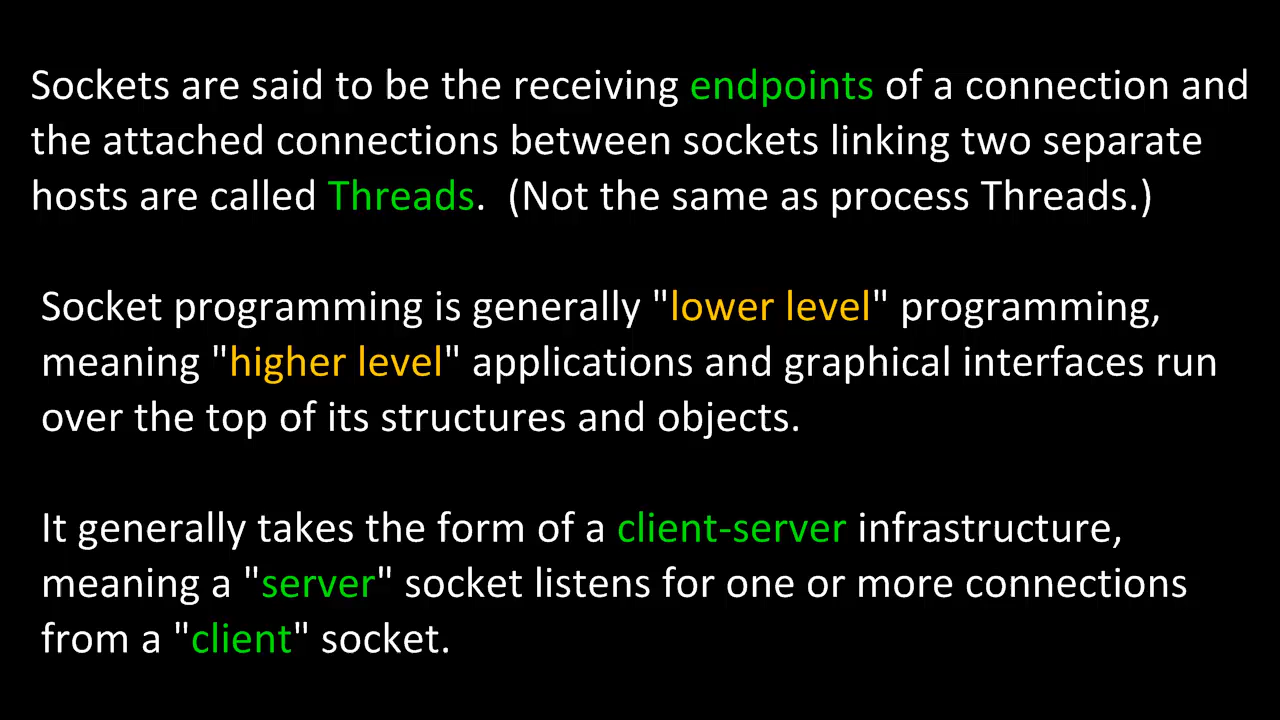 Sockets are said to be the receiving endpoints of a connection and
the attached connections between sockets linking two separate
hosts are called Threads.  (Not the same as process Threads.)
Socket programming is generally "lower level" programming,
meaning "higher level" applications and graphical interfaces run
over the top of its structures and objects.
It generally takes the form of a client-server infrastructure,
meaning a "server" socket listens for one or more connections
from a "client" socket.